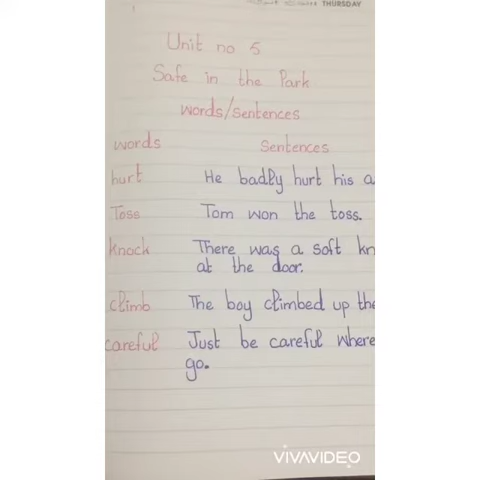 THURSDAY
Unit no 5
Safe in the Park
words/sentences
words Sentences
hurt He badly hurt his a
Toss Tom won the toss.
knock There was a soft kn
at the door.
climb The boy climbed up the
careful Just be careful where
go.
VIVAVIDEO